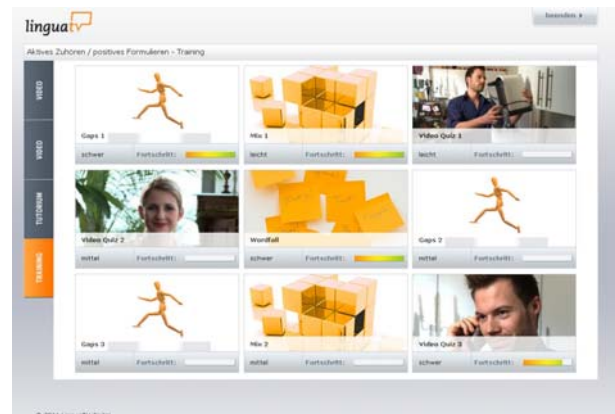 linguatv
beenden
Aktives Zuhören / positives Formulieren - Training
VIDEO
VIDEO
TUTORIUM
TRAINING
Gaps 1
schwer Fortschritt:
Mix 1
leicht Fortschritt:
Video Quiz 1
leicht Fortschritt:
Video Quiz 2
mittel Fortschritt:
Wordfall
schwer Fortschritt:
Gaps 2
mittel Fortschritt:
Gaps 3
mittel Fortschritt:
Mix 2
mittel Fortschritt:
Video Quiz 3
schwer Fortschritt: